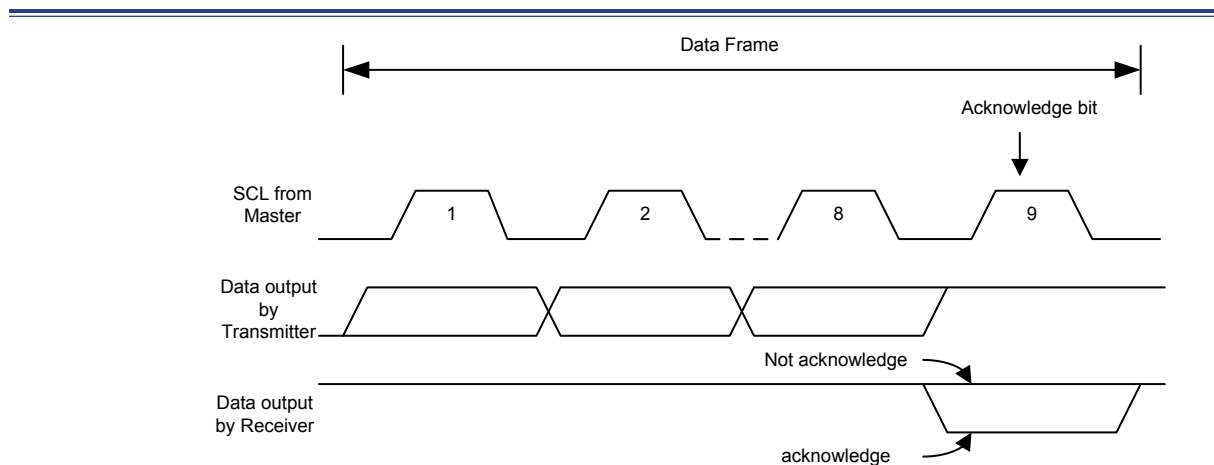 Data Frame
Acknowledge bit
SCL from
Master
1
2
8
9
Data output
by
Transmitter
Not acknowledge
Data output
by Receiver
acknowledge